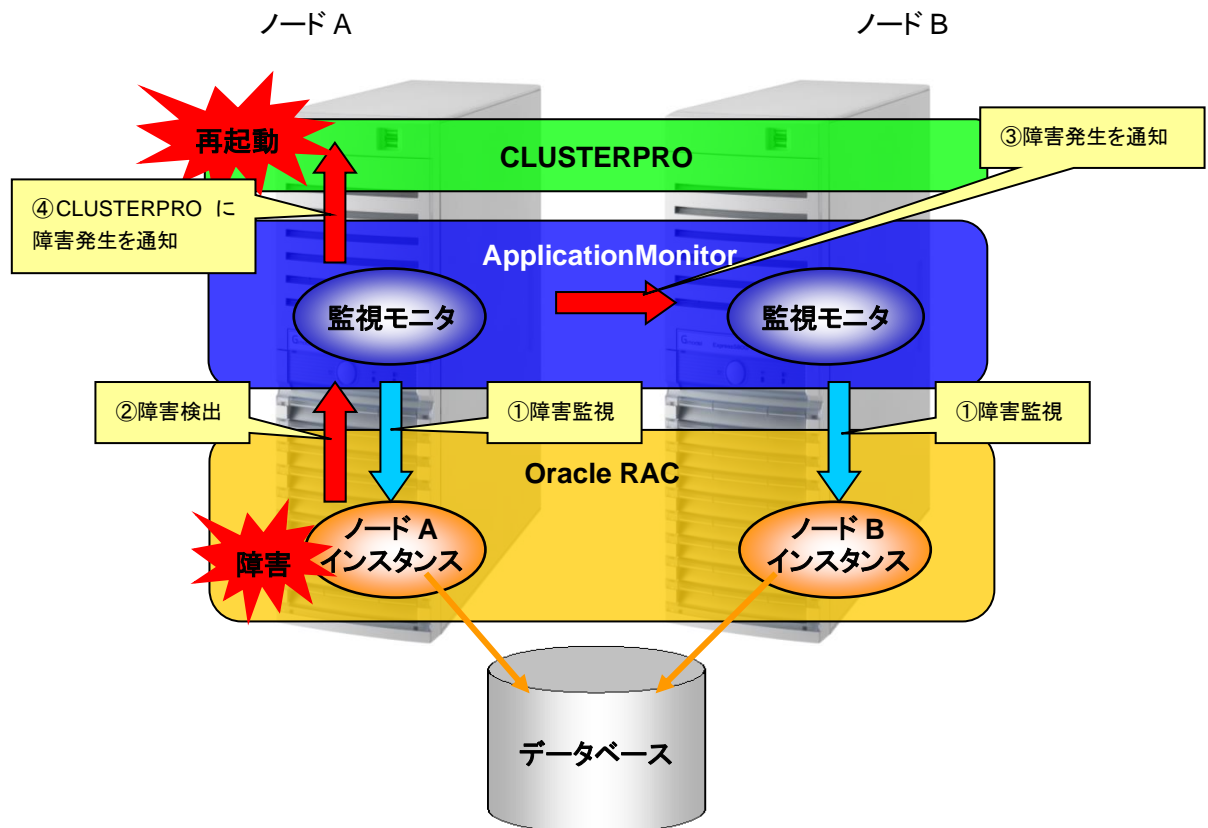 ノード A
ノード B
再起動
CLUSTERPRO
③障害発生を通知
④CLUSTERPRO に
障害発生を通知
ApplicationMonitor
監視モニタ
監視モニタ
②障害検出
①障害監視
①障害監視
Oracle RAC
障害
ノード A
インスタンス
ノード B
インスタンス
データベース